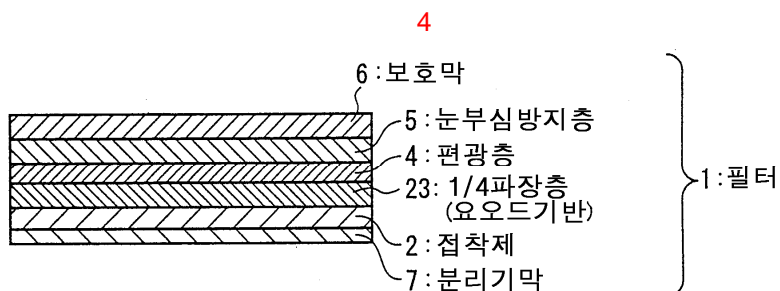 4
6:보호막
5:눈부심방지층
4:편광층
23:1/4파장층
(요오드기반)
2:접착제
7:분리기막
1:필터